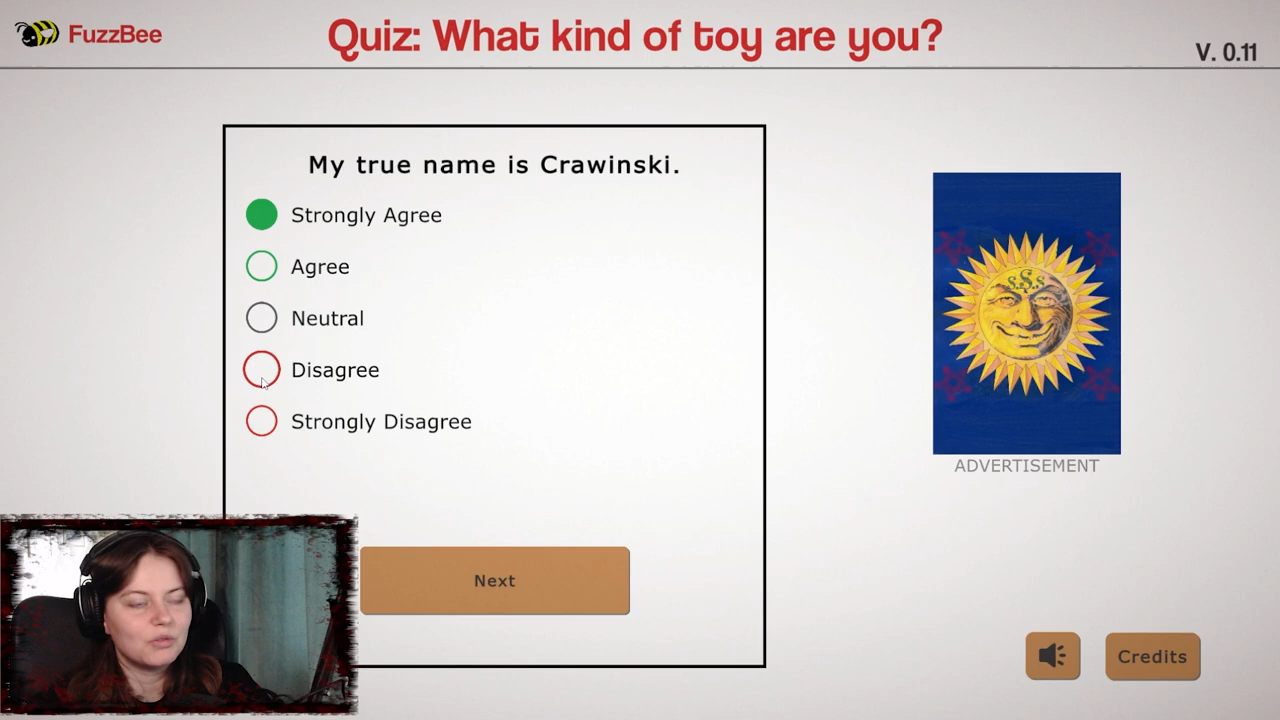 FuzzBee
Quiz: What kind of toy are you?
V. 0.11
My true name is Crawinski.
Strongly Agree
Agree
Neutral
Disagree
Strongly Disagree
Next
sSs
ADVERTISEMENT
Credits